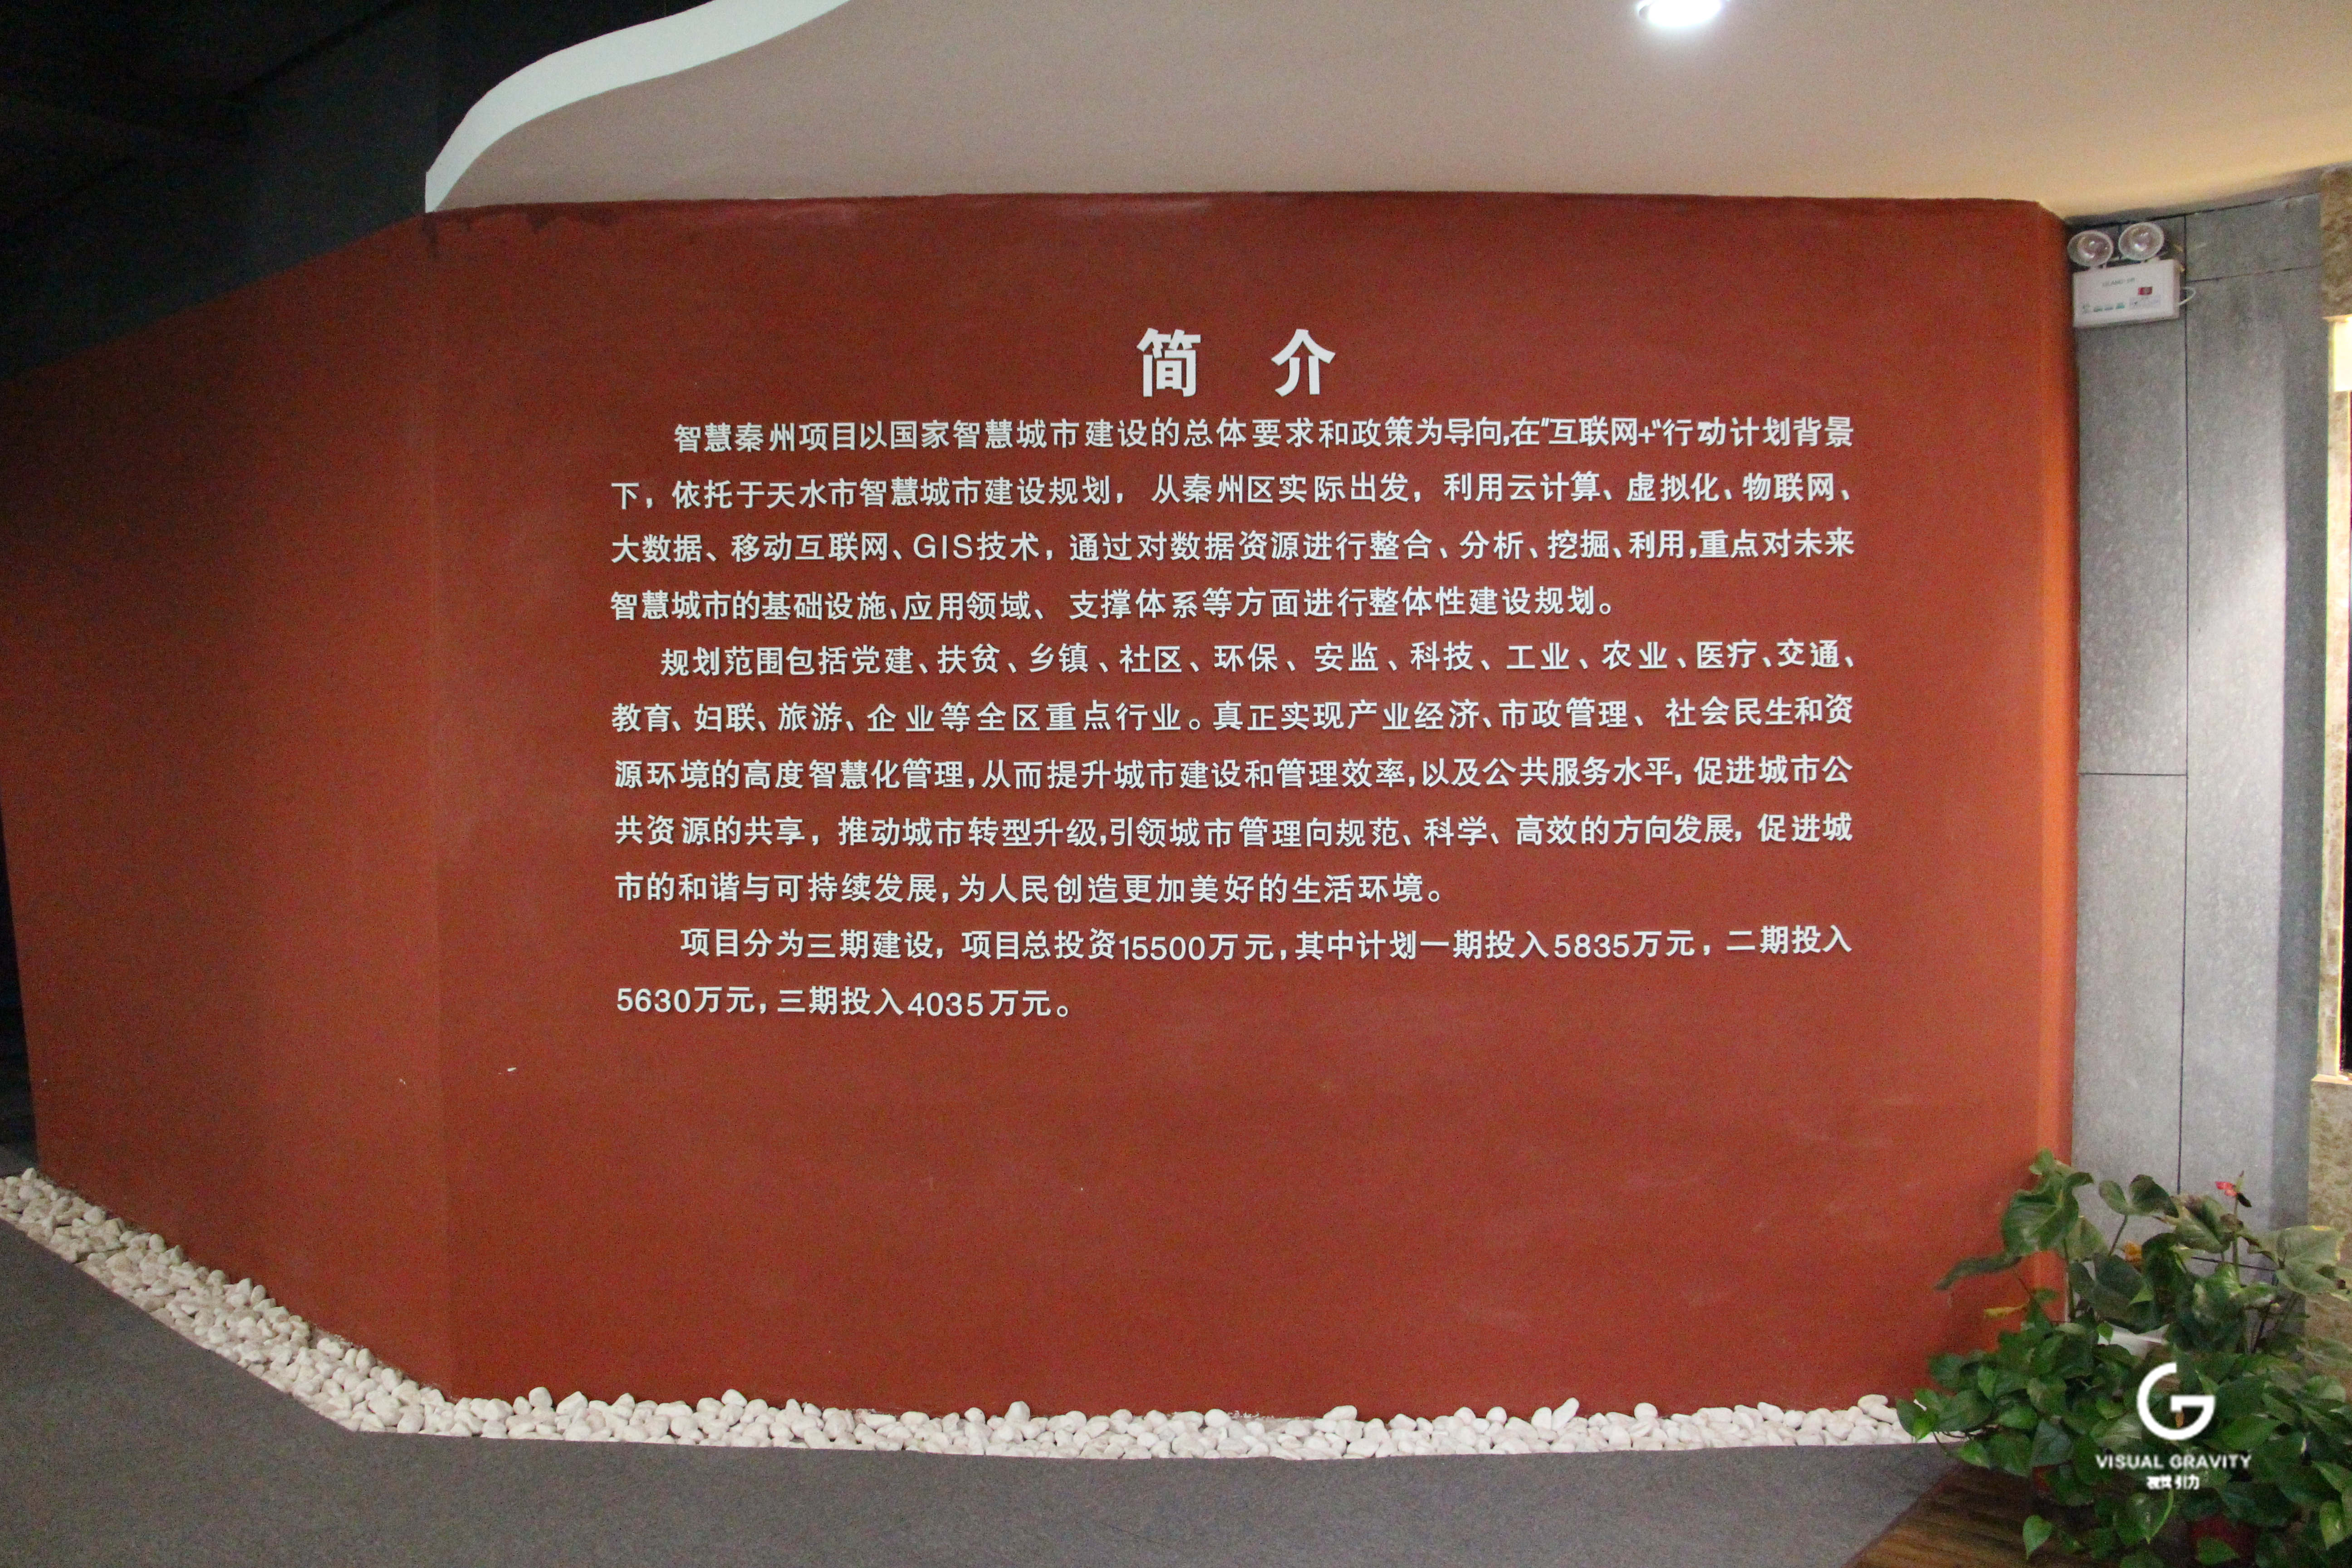 简 介
智慧秦州项目以国家智慧城市建设的总体要求和政策为导向,在"互联网+"行动计划背景
下，依托于天水市智慧城市建设规划， 从秦州区实际出发，利用云计算、虚拟化、物联网、
大数据、移动互联网、GIS技术，通过对数据资源进行整合、分析、挖掘、利用,重点对未来
智慧城市的基础设施、应用领域、 支撑体系等方面进行整体性建设规划。
规划范围包括党建、扶贫、乡镇、社区、环保、安监、科技、工业、农业、医疗、交通、
教育、妇联、旅游、企业等全区重点行业。真正实现产业经济、市政管理、社会民生和资
源环境的高度智慧化管理,从而提升城市建设和管理效率,以及公共服务水平, 促进城市公
共资源的共享，推动城市转型升级,引领城市管理向规范、科学、高效的方向发展, 促进城
市的和谐与可持续发展,为人民创造更加美好的生活环境。
项目分为三期建设, 项目总投资15500万元,其中计划一期投入5835万元，二期投入
5630万元, 三期投入4035万元。
VISUAL GRAVITY
视觉引力